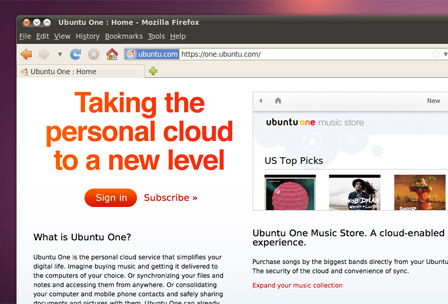 Ubuntu One : Home - Mozilla Firefox
File Edit View History Bookmarks Tools Help
ubuntu.com https://one.ubuntu.com/
Ubuntu One : Home
Taking the
personal cloud
to a new level
Sign in Subscribe »
New
ubuntu one music store
US Top Picks
What is Ubuntu One?
Ubuntu One is the personal cloud service that simplifies your
digital life. Imagine buying music and getting it delivered to
the computers of your choice. Or synchronizing your files and
notes and accessing them from anywhere. Or consolidating
your computer and mobile phone contacts and safely sharing
documents and pictures with them. Ubuntu One can already
Ubuntu One Music Store. A cloud-enabled
experience.
Purchase songs by the biggest bands directly from your Ubuntu
The security of the cloud and convenience of sync.
Expand your music collection